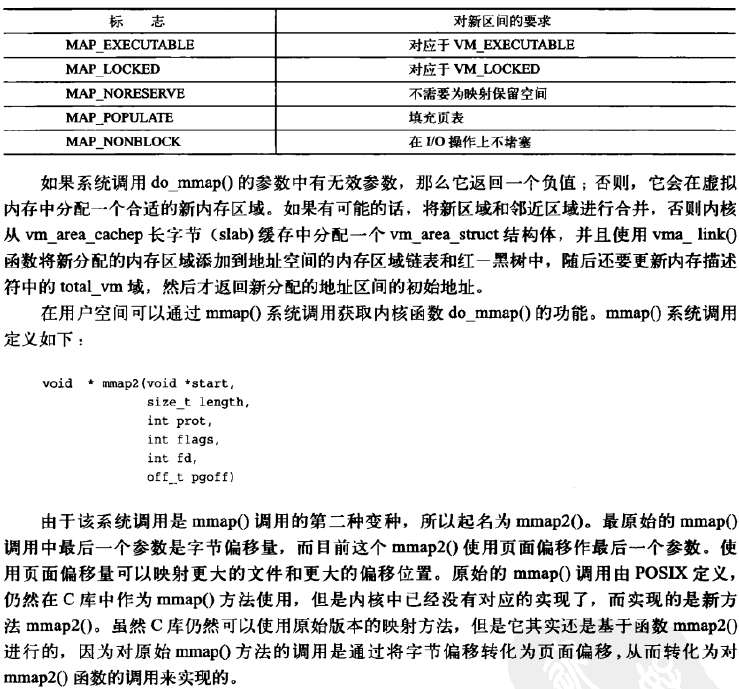 标 志 对新区间的要求
MAP_EXECUTABLE 对应于 VM_EXECUTABLE
MAP_LOCKED 对应于 VM_LOCKED
MAP_NORESERVE 不需要为映射保留空间
MAP_POPULATE 填充页表
MAP_NONBLOCK 在 I/O 操作上不堵塞
如果系统调用 do_mmap() 的参数中有无效参数，那么它返回一个负值；否则，它会在虚拟
内存中分配一个合适的新内存区域。如果有可能的话，将新区域和邻近区域进行合并，否则内核
从 vm_area_cachep 长字节（slab) 缓存中分配一个 vm_area_struct 结构体，并且使用 vma_ link()
函数将新分配的内存区域添加到地址空间的内存区域链表和红－黑树中，随后还要更新内存描述
符中的 total_vm 域，然后才返回新分配的地址区间的初始地址。
在用户空间可以通过 mmap() 系统调用获取内核函数 do_mmap() 的功能。mmap() 系统调用
定义如下：
void * mmap2(void *start,
size_t length,
int prot,
int flags,
int fd,
off_t pgoff)
由于该系统调用是 mmap() 调用的第二种变种，所以起名为 mmap2()。最原始的 mmap()
调用中最后一个参数是字节偏移量，而目前这个 mmap2() 使用页面偏移作最后一个参数。使
用页面偏移量可以映射更大的文件和更大的偏移位置。原始的 mmap() 调用由 POSIX 定义，
仍然在 C 库中作为 mmap() 方法使用，但是内核中已经没有对应的实现了，而实现的是新方
法 mmap2()。虽然 C 库仍然可以使用原始版本的映射方法，但是它其实还是基于函数 mmap2()
进行的，因为对原始 mmap() 方法的调用是通过将字节偏移转化为页面偏移，从而转化为对
mmap2() 函数的调用来实现的。